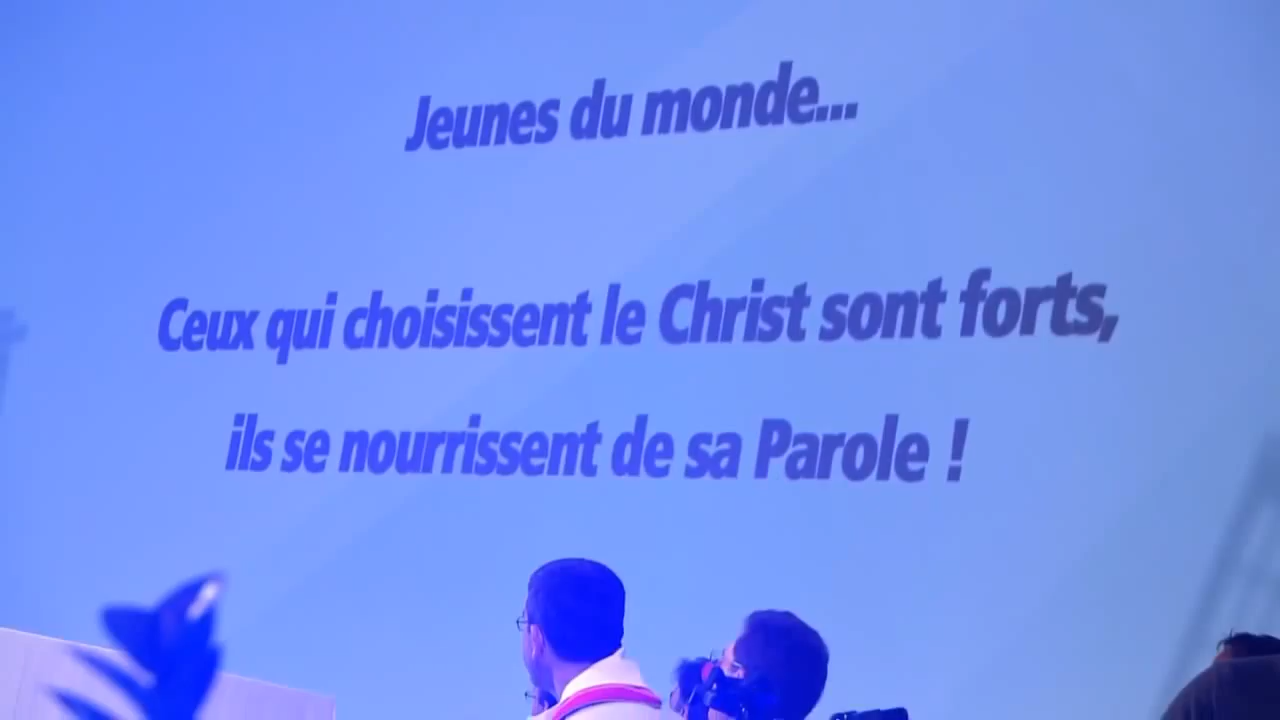 Jeunes du monde...
Ceux qui choisissent le Christ sont forts,
ils se nourrissent de sa Parole !